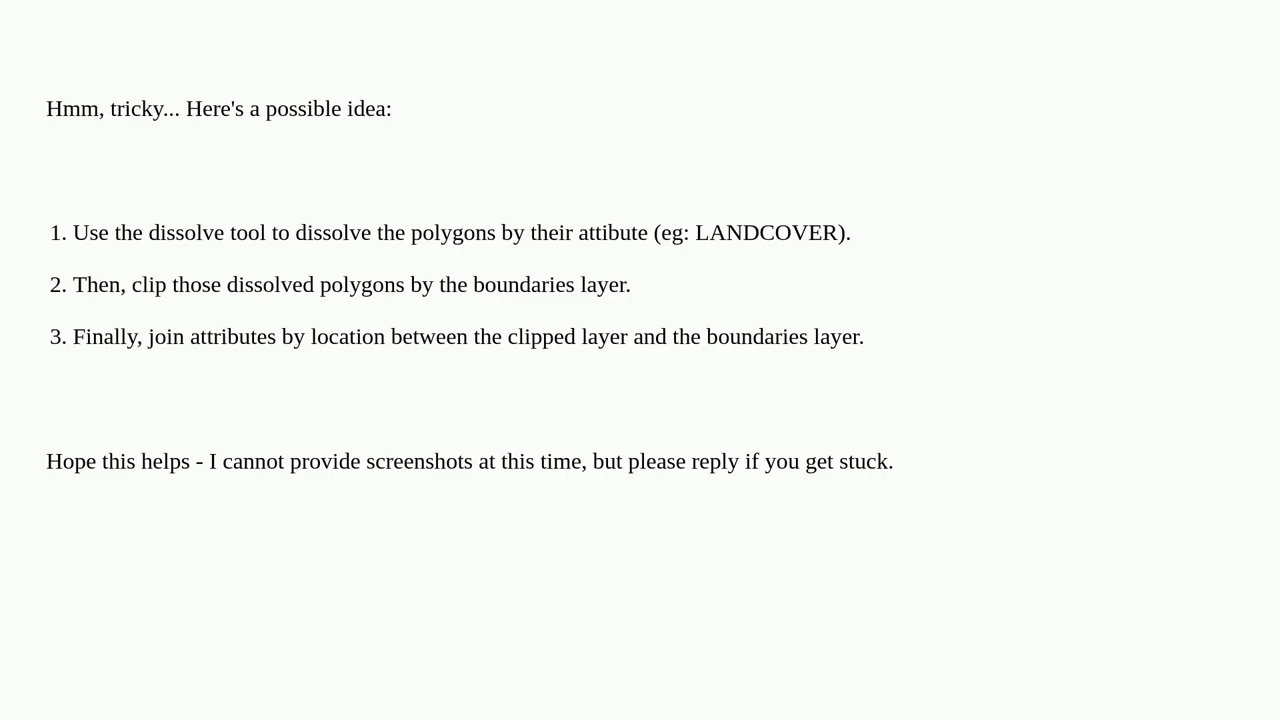 Hmm, tricky... Here's a possible idea:
1. Use the dissolve tool to dissolve the polygons by their attibute (eg: LANDCOVER).
2. Then, clip those dissolved polygons by the boundaries layer.
3. Finally, join attributes by location between the clipped layer and the boundaries layer.
Hope this helps - I cannot provide screenshots at this time, but please reply if you get stuck.